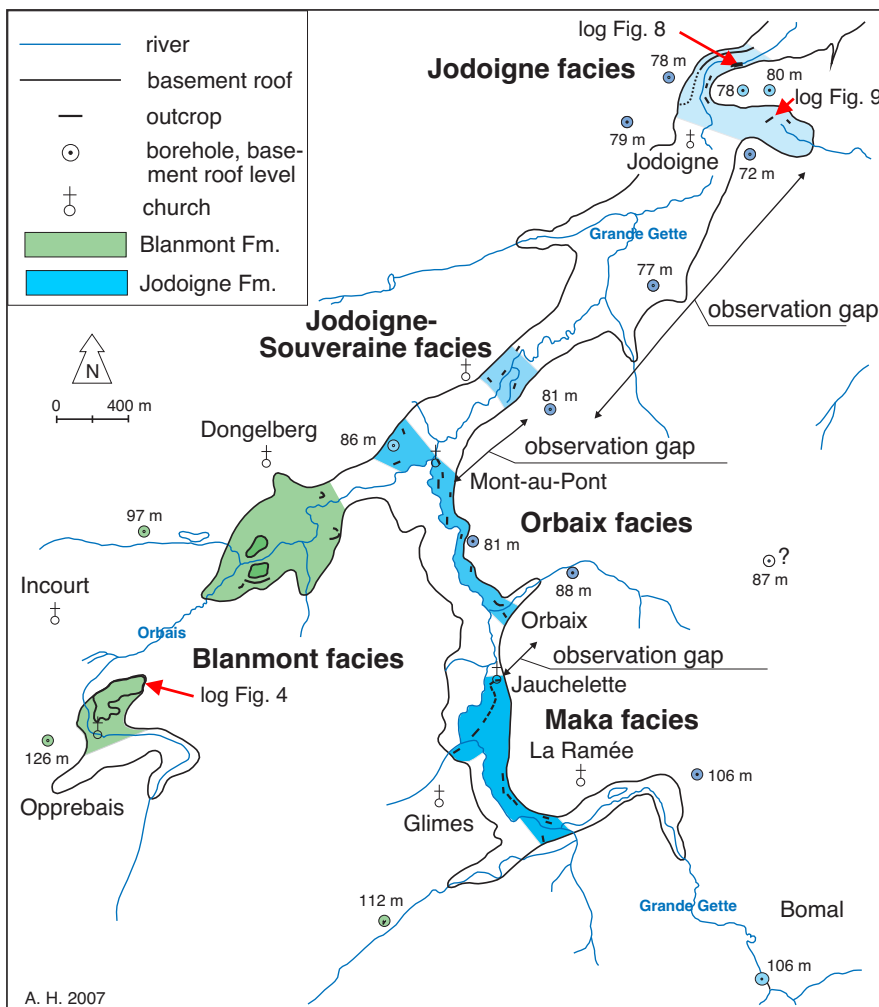 river
basement roof
outcrop
borehole, base-
ment roof level
church
Blanmont Fm.
Jodoigne Fm.
N
0 400 m
log Fig. 8
Jodoigne facies
78 m
78
80 m
log Fig. 9
79 m
Jodoigne
72 m
Grande Gette
77 m
observation gap
Jodoigne-
Souveraine facies
81 m
Dongelberg
86 m
observation gap
Mont-au-Pont
97 m
Orbaix facies
81 m
?
87 m
Incourt
88 m
Orbaix
Orbais
Blanmont facies
observation gap
log Fig. 4
Jauchelette
Maka facies
La Ramée
126 m
106 m
Opprebais
Glimes
112 m
Grande Gette
Bomal
106 m
A. H. 2007